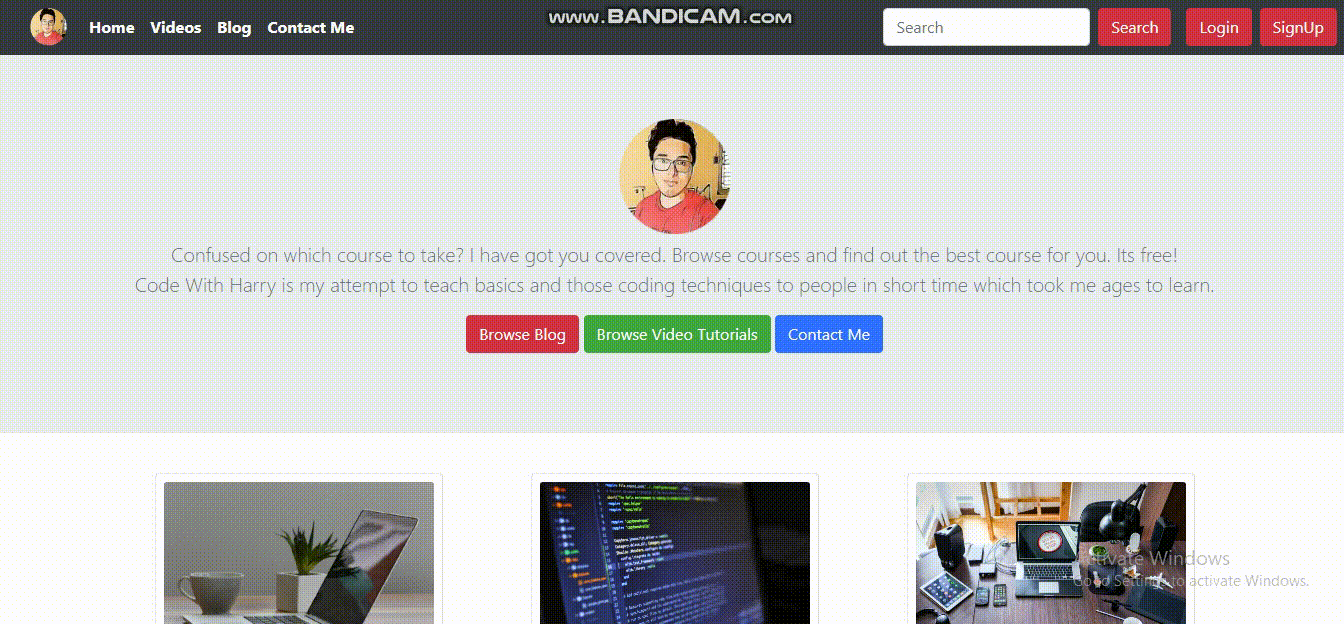 Home Videos Blog Contact Me
www.BANDICAM.com
Search Search Login SignUp
Confused on which course to take? I have got you covered. Browse courses and find out the best course for you. Its free!
Code With Harry is my attempt to teach basics and those coding techniques to people in short time which took me ages to learn.
Browse Blog Browse Video Tutorials Contact Me
Activate Windows
Go to Settings to activate Windows.